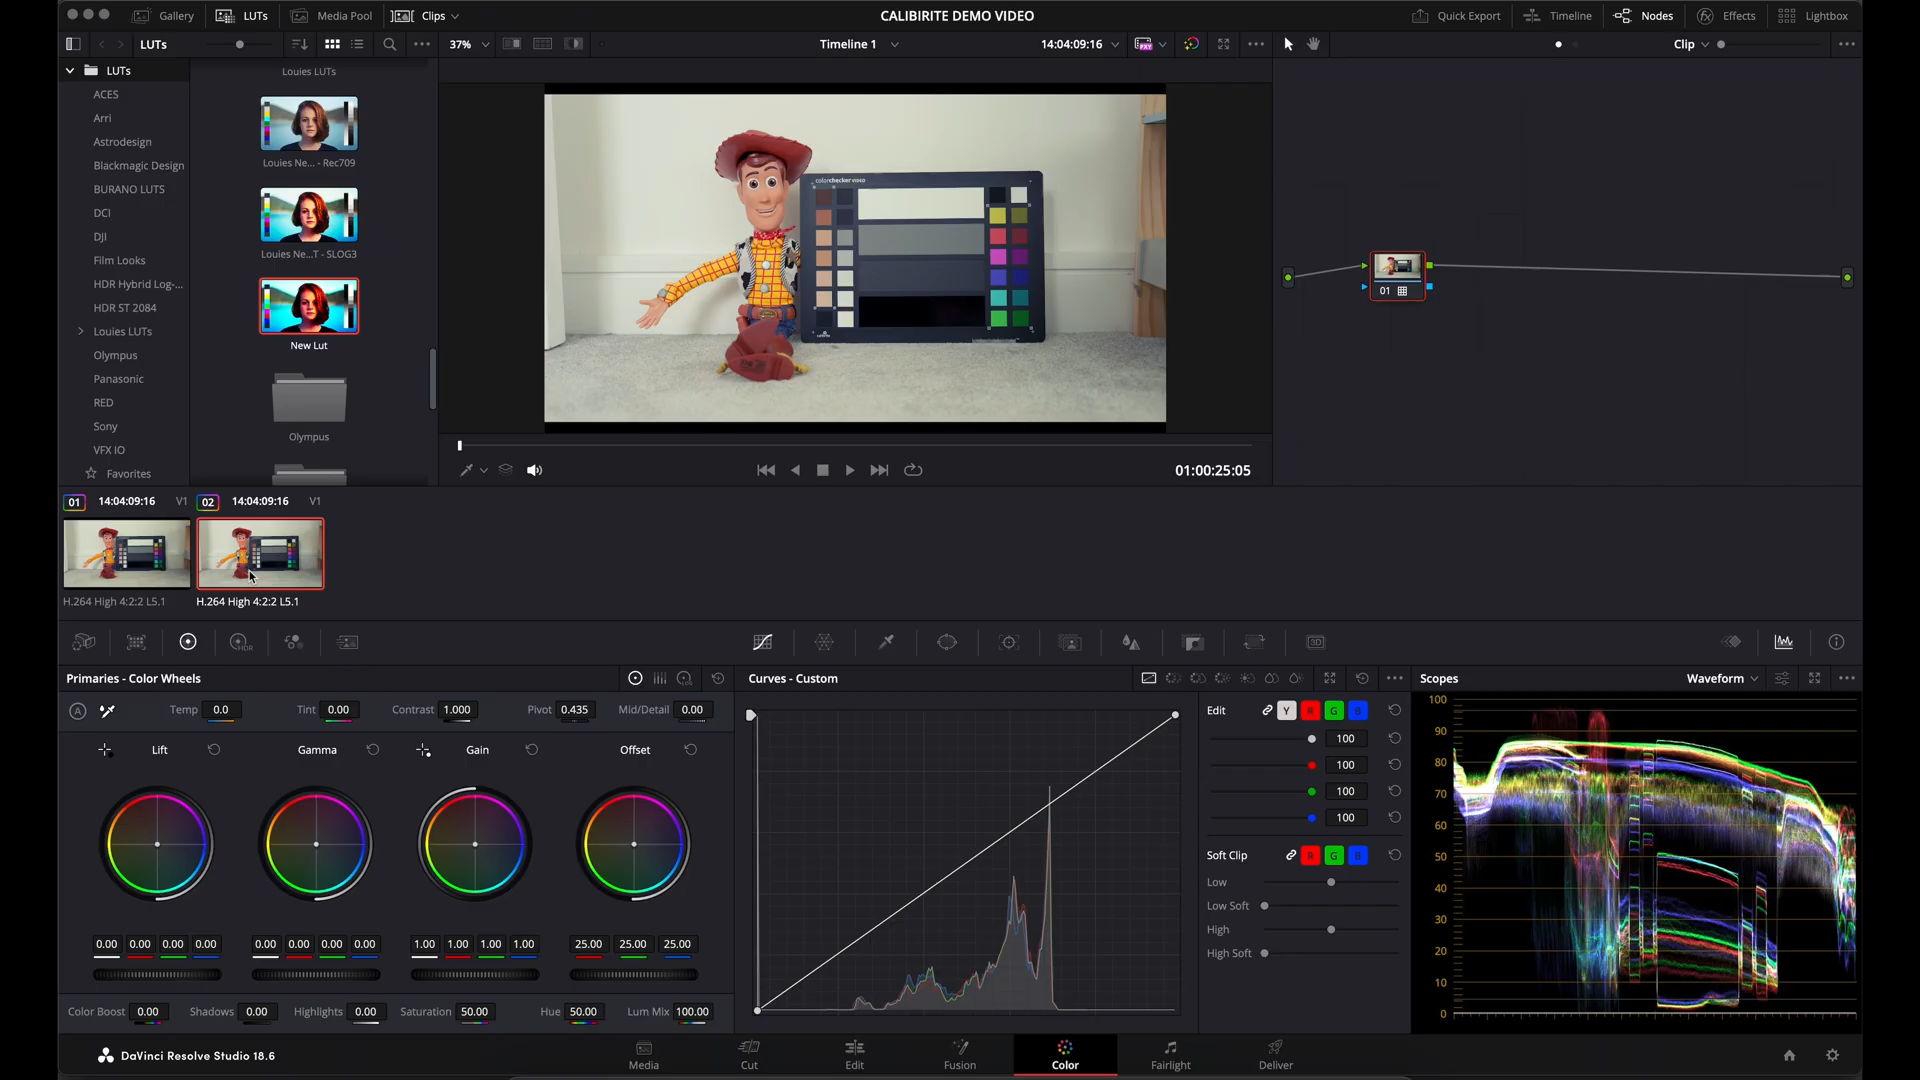 Gallery LUTs Media Pool Clips CALIBIRITE DEMO VIDEO Quick Export Timeline Nodes Effects Lightbox
LUTs 37% Timeline 1 14:04:09:16 Clip
LUTs
ACES
Arri
Astrodesign
Blackmagic Design
BURANO LUTS
DCI
DJI
Film Looks
HDR Hybrid Log-...
HDR ST 2084
Louies LUTs
Olympus
Panasonic
RED
Sony
VFX IO
Favorites
Louies LUTs
Louies Ne... - Rec709
Louies Ne...T - SLOG3
New Lut
Olympus
colorchecker video
01
01:00:25:05
01 14:04:09:16 V1 02 14:04:09:16 V1
H.264 High 4:2:2 L5.1 H.264 High 4:2:2 L5.1
HDR 3D
Primaries - Color Wheels
A Temp 0.0 Tint 0.00 Contrast 1.000 Pivot 0.435 Mid/Detail 0.00
Lift Gamma Gain Offset
0.00 0.00 0.00 0.00 0.00 0.00 0.00 0.00 1.00 1.00 1.00 1.00 25.00 25.00 25.00
Color Boost 0.00 Shadows 0.00 Highlights 0.00 Saturation 50.00 Hue 50.00 Lum Mix 100.00
Curves - Custom
Edit Y R G B
100
100
100
100
Soft Clip R G B
Low
Low Soft
High
High Soft
Scopes Waveform
100
90
80
70
60
50
40
30
20
10
0
DaVinci Resolve Studio 18.6 Media Cut Edit Fusion Color Fairlight Deliver